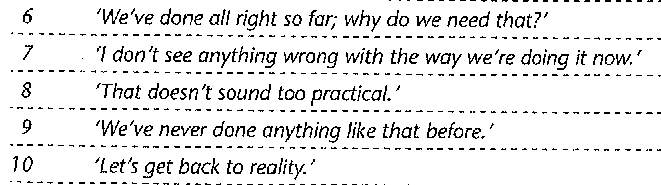 6 'We've done all right so far; why do we need that?'
7 'I don't see anything wrong with the way we're doing it now.'
8 'That doesn't sound too practical.'
9 'We've never done anything like that before.'
10 'Let's get back to reality.'